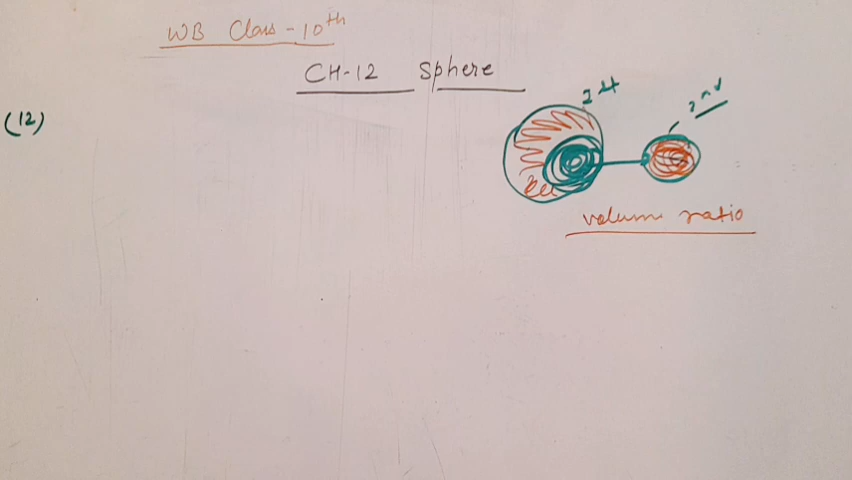 WB Class - 10th
CH-12 Sphere
(12)
2nd
volume ratio